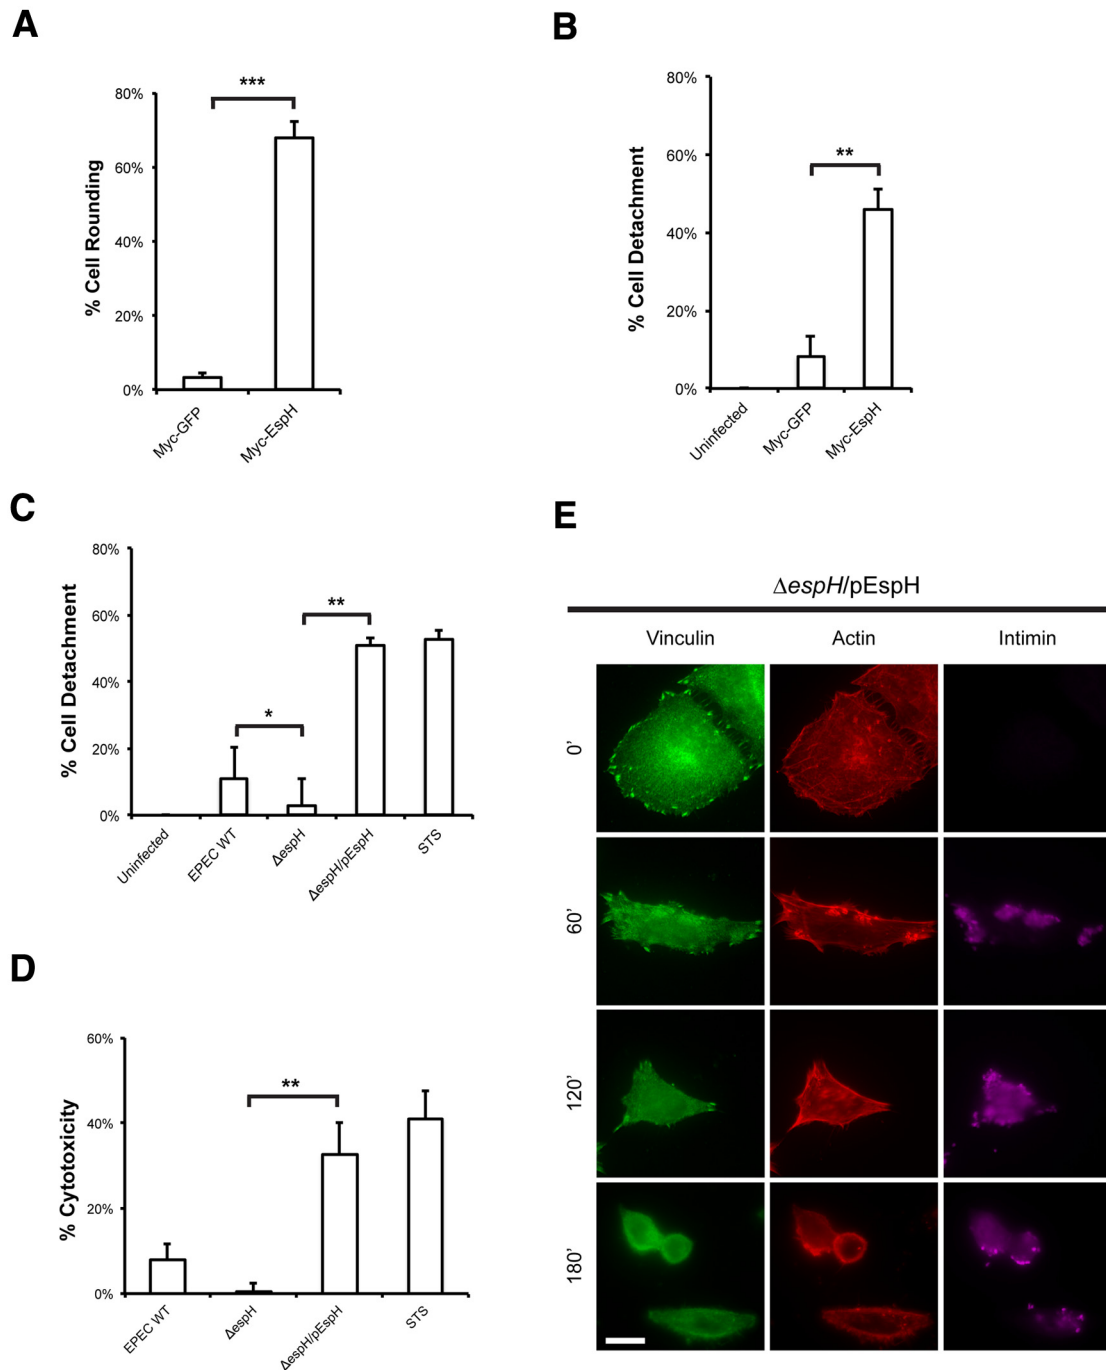 A
***
80%
60%
40%
20%
0%
% Cell Rounding
Myc-GFP
Myc-EspH
B
**
80%
60%
40%
20%
0%
% Cell Detachment
Uninfected
Myc-GFP
Myc-EspH
C
**
*
80%
60%
40%
20%
0%
% Cell Detachment
Uninfected
EPEC WT
ΔespH
ΔespH/pEspH
STS
D
**
60%
40%
20%
0%
% Cytotoxicity
EPEC WT
ΔespH
ΔespH/pEspH
STS
E
ΔespH/pEspH
Vinculin Actin Intimin
0’
60’
120’
180’